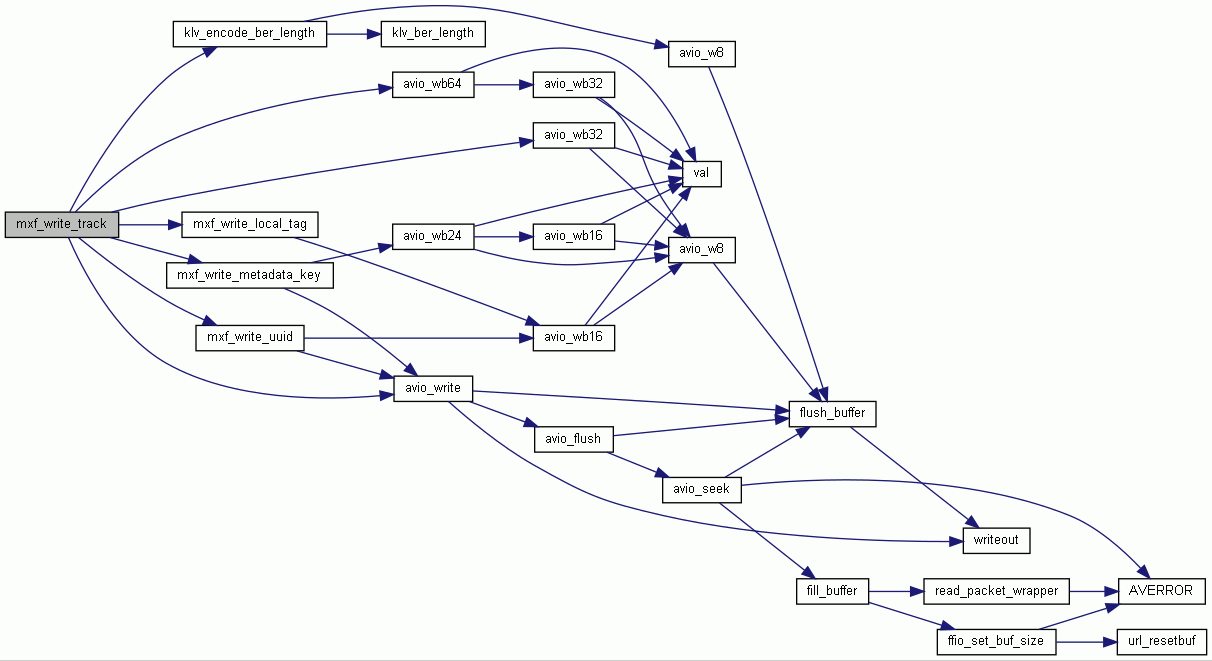 klv_encode_ber_length
klv_ber_length
avio_w8
avio_wb64
avio_wb32
avio_wb32
val
mxf_write_track
mxf_write_local_tag
avio_wb24
avio_wb16
avio_w8
mxf_write_metadata_key
mxf_write_uuid
avio_wb16
avio_write
flush_buffer
avio_flush
avio_seek
writeout
fill_buffer
read_packet_wrapper
AVERROR
ffio_set_buf_size
url_resetbuf